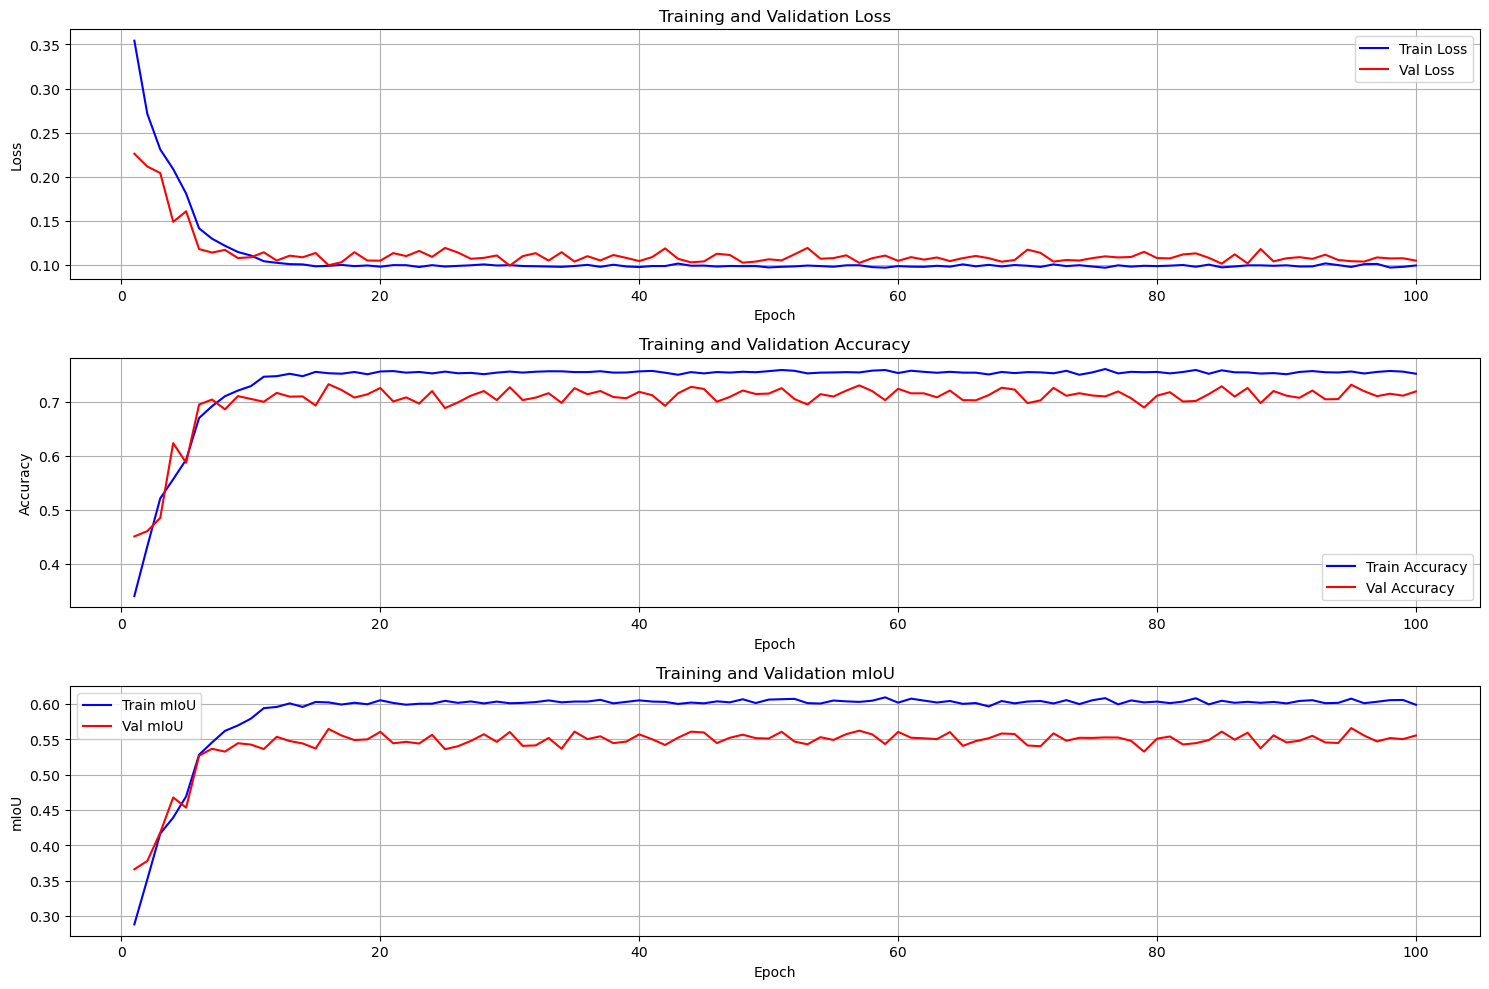 Training and Validation Loss
0.35
0.30
0.25
0.20
0.15
0.10
Loss
Train Loss
Val Loss
0 20 40 60 80 100
Epoch
Training and Validation Accuracy
0.7
0.6
0.5
0.4
Accuracy
Train Accuracy
Val Accuracy
0 20 40 60 80 100
Epoch
Training and Validation mIoU
0.60
0.55
0.50
0.45
0.40
0.35
0.30
mIoU
Train mIoU
Val mIoU
0 20 40 60 80 100
Epoch